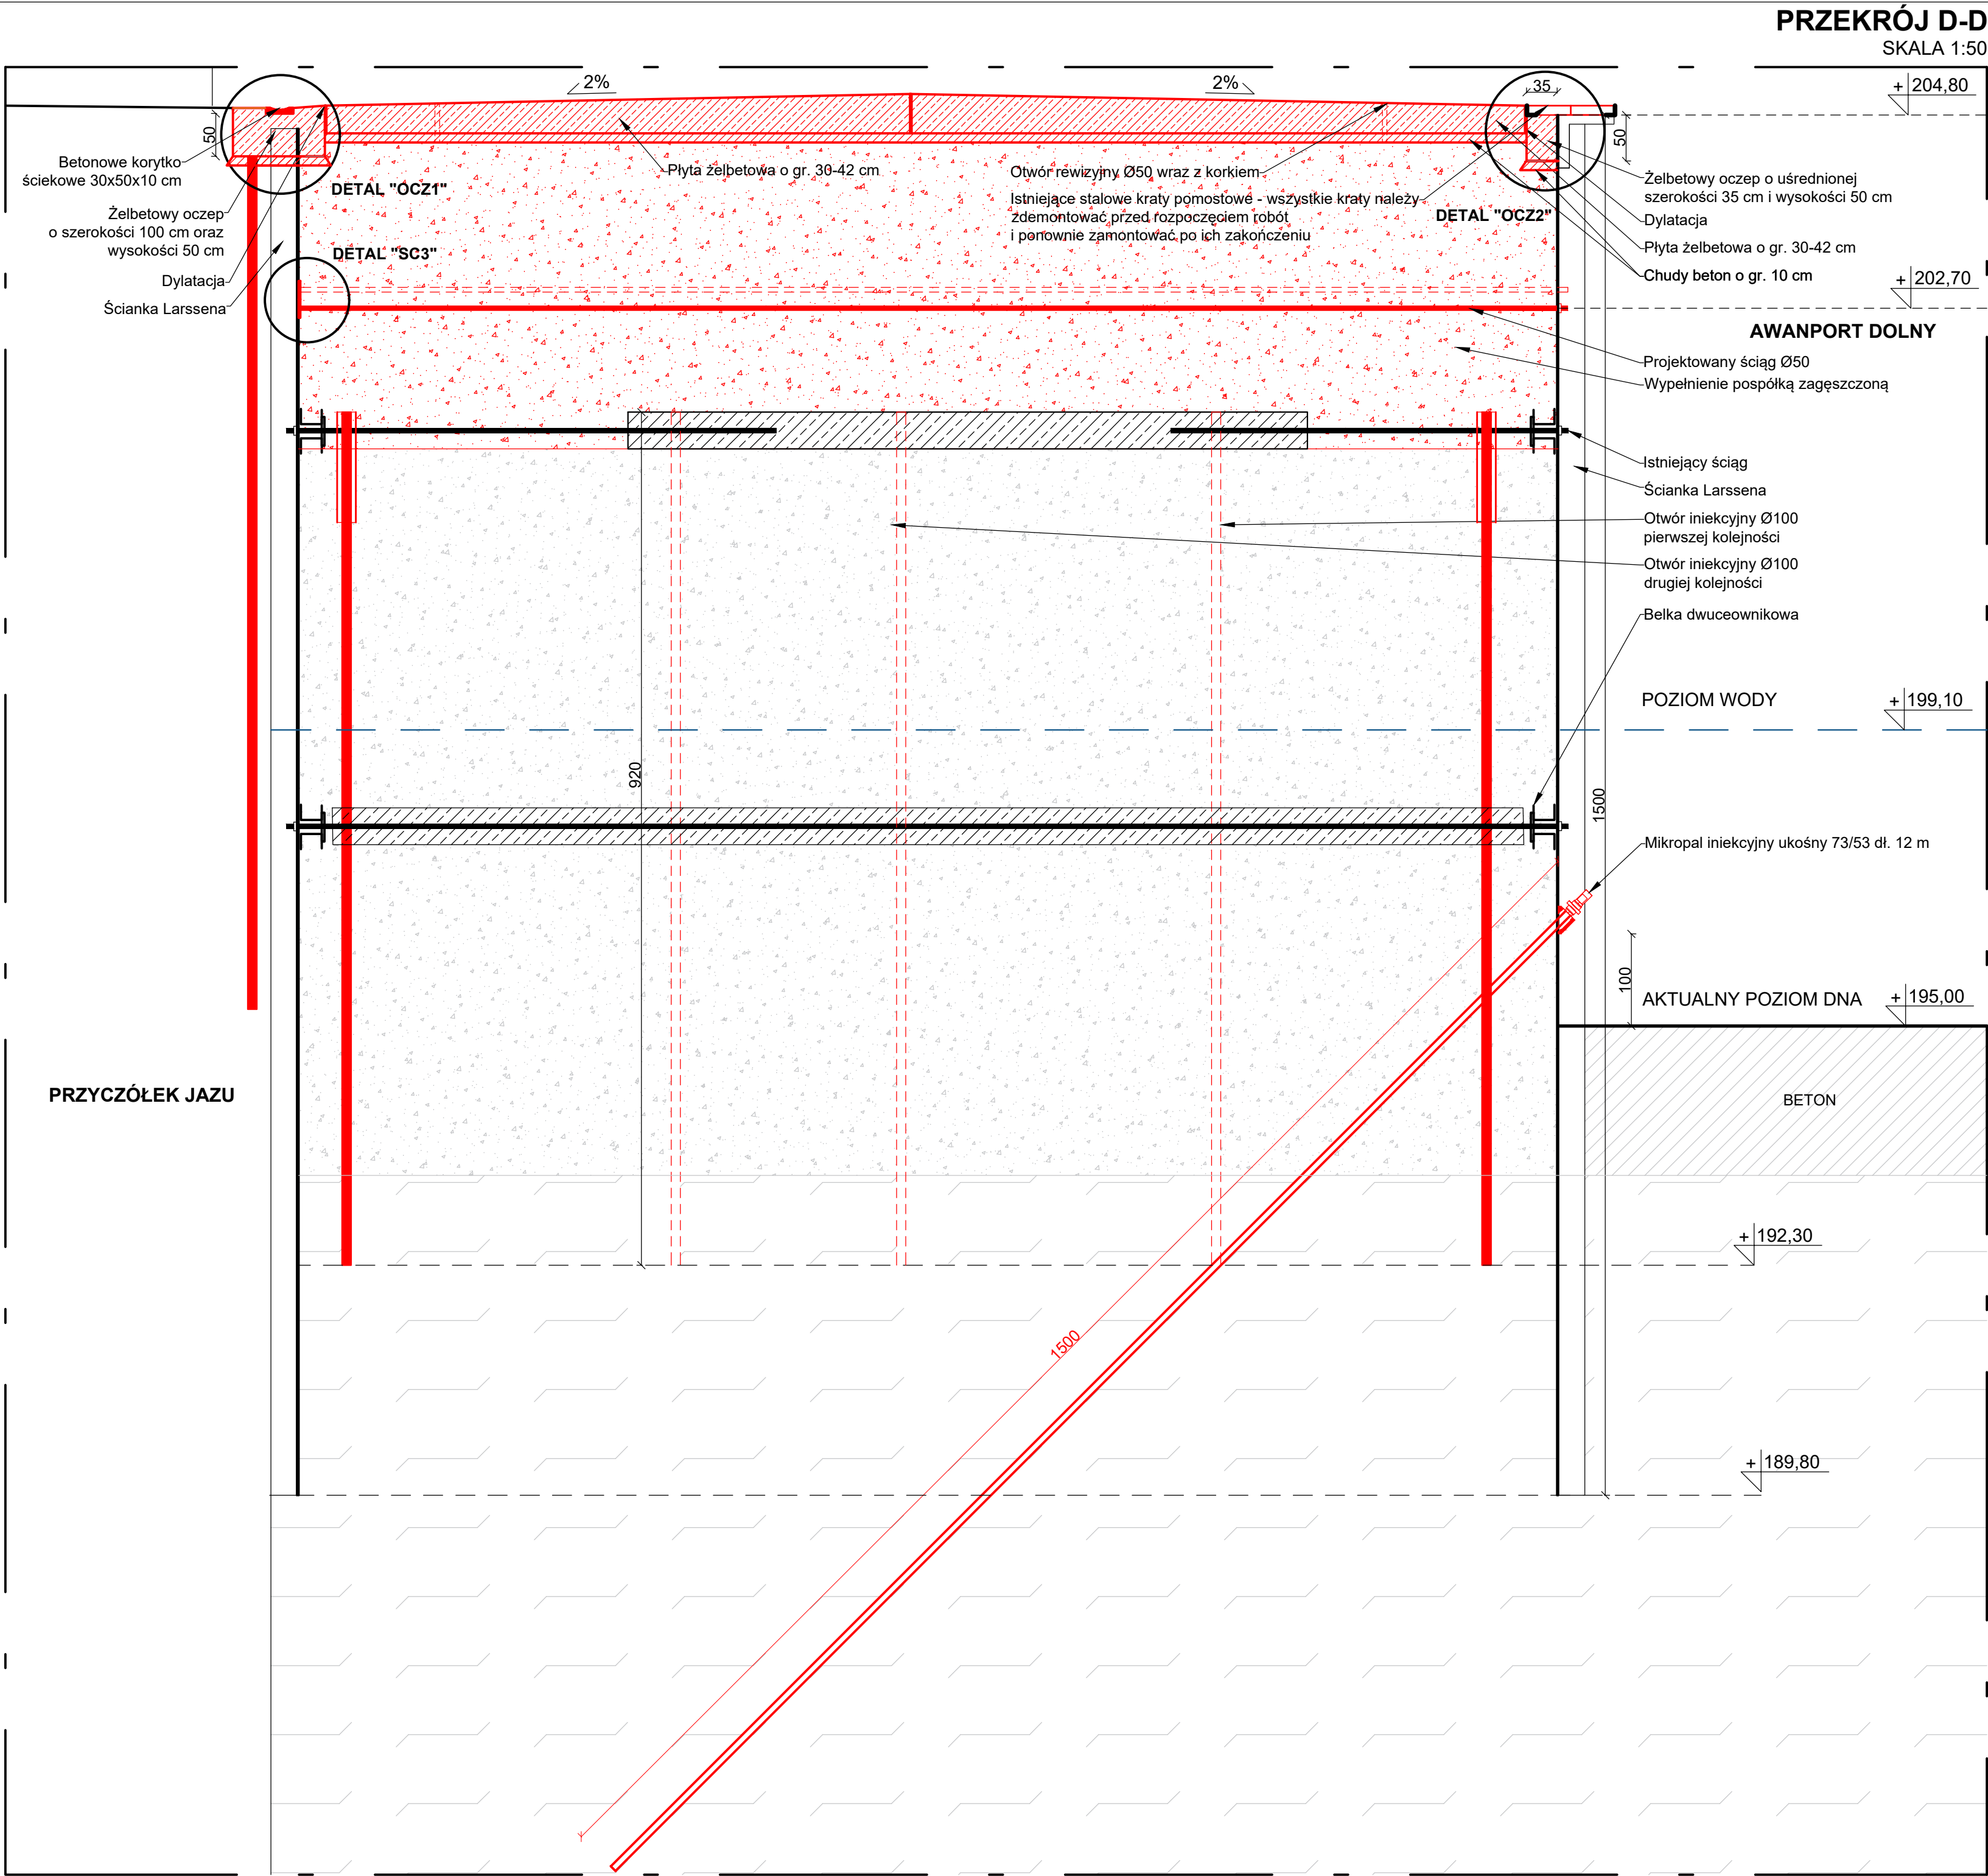 PRZEKRÓJ D-D
SKALA 1:50
2%
2%
35
+ 204,80
50
50
Betonowe korytko
ściekowe 30x50x10 cm
Żelbetowy oczep
o szerokości 100 cm oraz
wysokości 50 cm
Dylatacja
Ścianka Larssena
DETAL "OCZ1"
DETAL "SC3"
Płyta żelbetowa o gr. 30-42 cm
Otwór rewizyjny Ø50 wraz z korkiem
Istniejące stalowe kraty pomostowe - wszystkie kraty należy
zdemontować przed rozpoczęciem robót
i ponownie zamontować po ich zakończeniu
DETAL "OCZ2"
Żelbetowy oczep o uśrednionej
szerokości 35 cm i wysokości 50 cm
Dylatacja
Płyta żelbetowa o gr. 30-42 cm
Chudy beton o gr. 10 cm
+ 202,70
AWANPORT DOLNY
Projektowany ściąg Ø50
Wypełnienie pospółką zagęszczoną
Istniejący ściąg
Ścianka Larssena
Otwór iniekcyjny Ø100
pierwszej kolejności
Otwór iniekcyjny Ø100
drugiej kolejności
Belka dwuceownikowa
POZIOM WODY
+ 199,10
920
1500
Mikropal iniekcyjny ukośny 73/53 dł. 12 m
100
AKTUALNY POZIOM DNA
+ 195,00
PRZYCZÓŁEK JAZU
BETON
+ 192,30
1500
+ 189,80